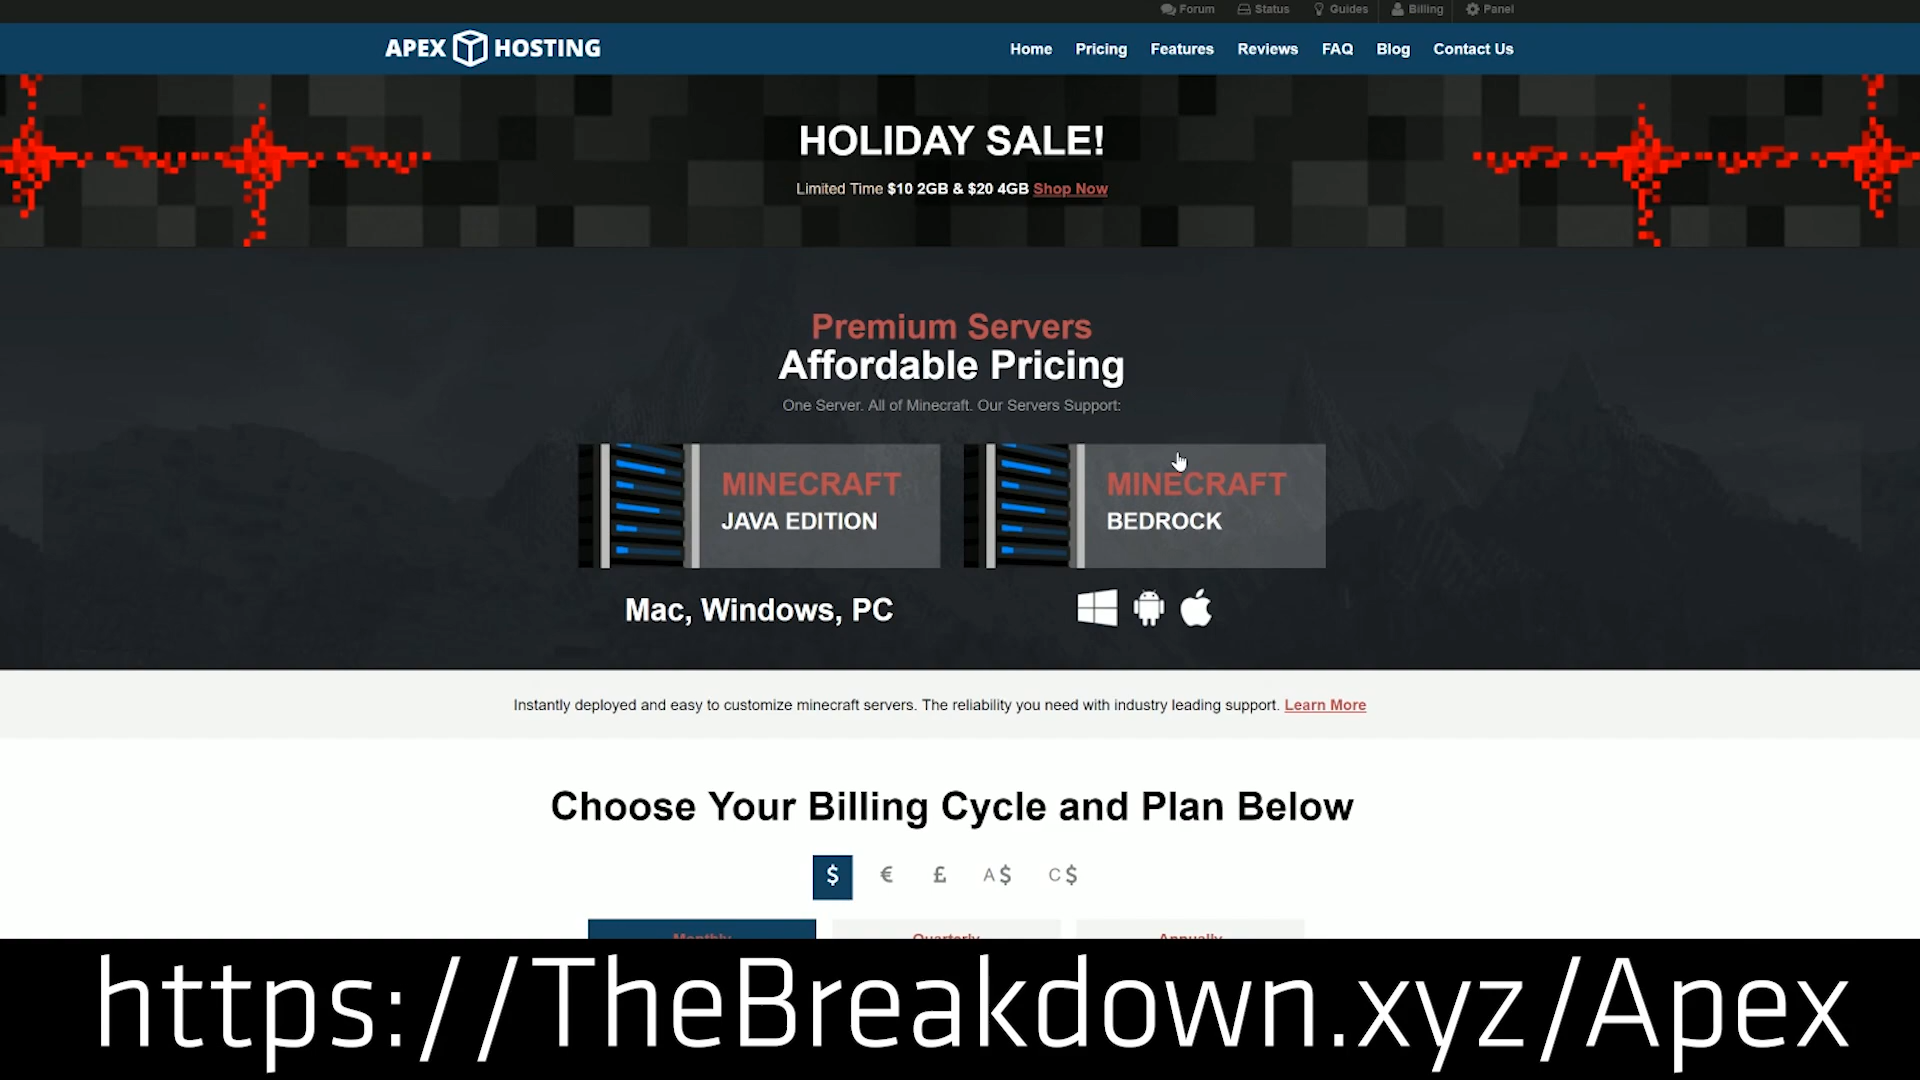 Forum Status Guides Billing Panel
APEX HOSTING
Home Pricing Features Reviews FAQ Blog Contact Us
HOLIDAY SALE!
Limited Time $10 2GB & $20 4GB Shop Now
Premium Servers
Affordable Pricing
One Server. All of Minecraft. Our Servers Support:
MINECRAFT
JAVA EDITION
MINECRAFT
BEDROCK
Mac, Windows, PC
Instantly deployed and easy to customize minecraft servers. The reliability you need with industry leading support. Learn More
Choose Your Billing Cycle and Plan Below
$ € £ A$ C$
Monthly Quarterly Annually
https://TheBreakdown.xyz/Apex